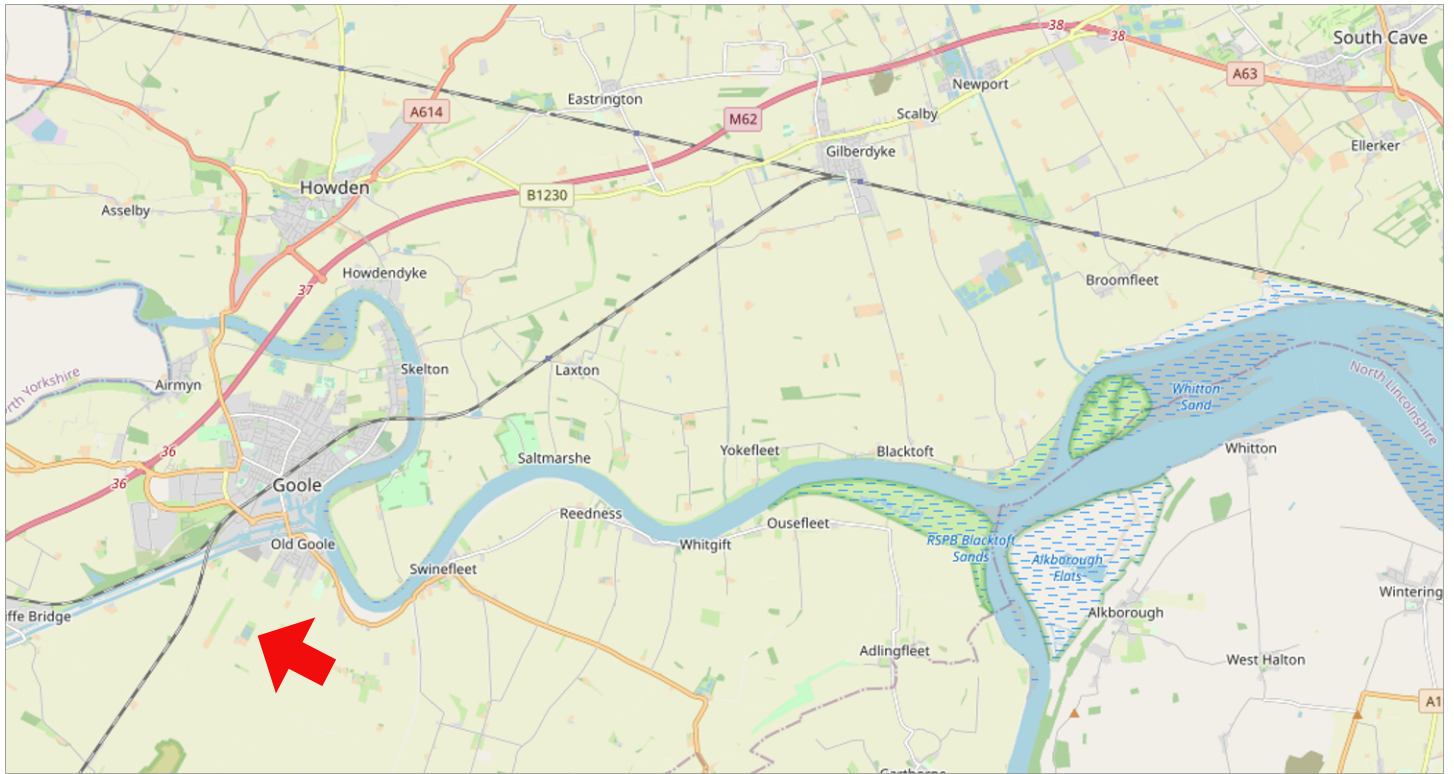 38
38
South Cave
A63
Newport
Eastrington
A614
M62
Scalby
Gilberdyke
Ellerker
Howden
B1230
Asselby
Howdendyke
37
Broomfleet
Skelton
Laxton
Airmyn
orth Yorkshire
North Lincolnshire
Whitton
Sand
36
36
Saltmarshe
Yokefleet
Blacktoft
Whitton
Goole
Reedness
Ousefleet
Old Goole
Whitgift
RSPB Blacktoft
Sands
Alkborough
Flats
Swinefleet
iffe Bridge
Alkborough
Wintering
Adlingfleet
West Halton
A1